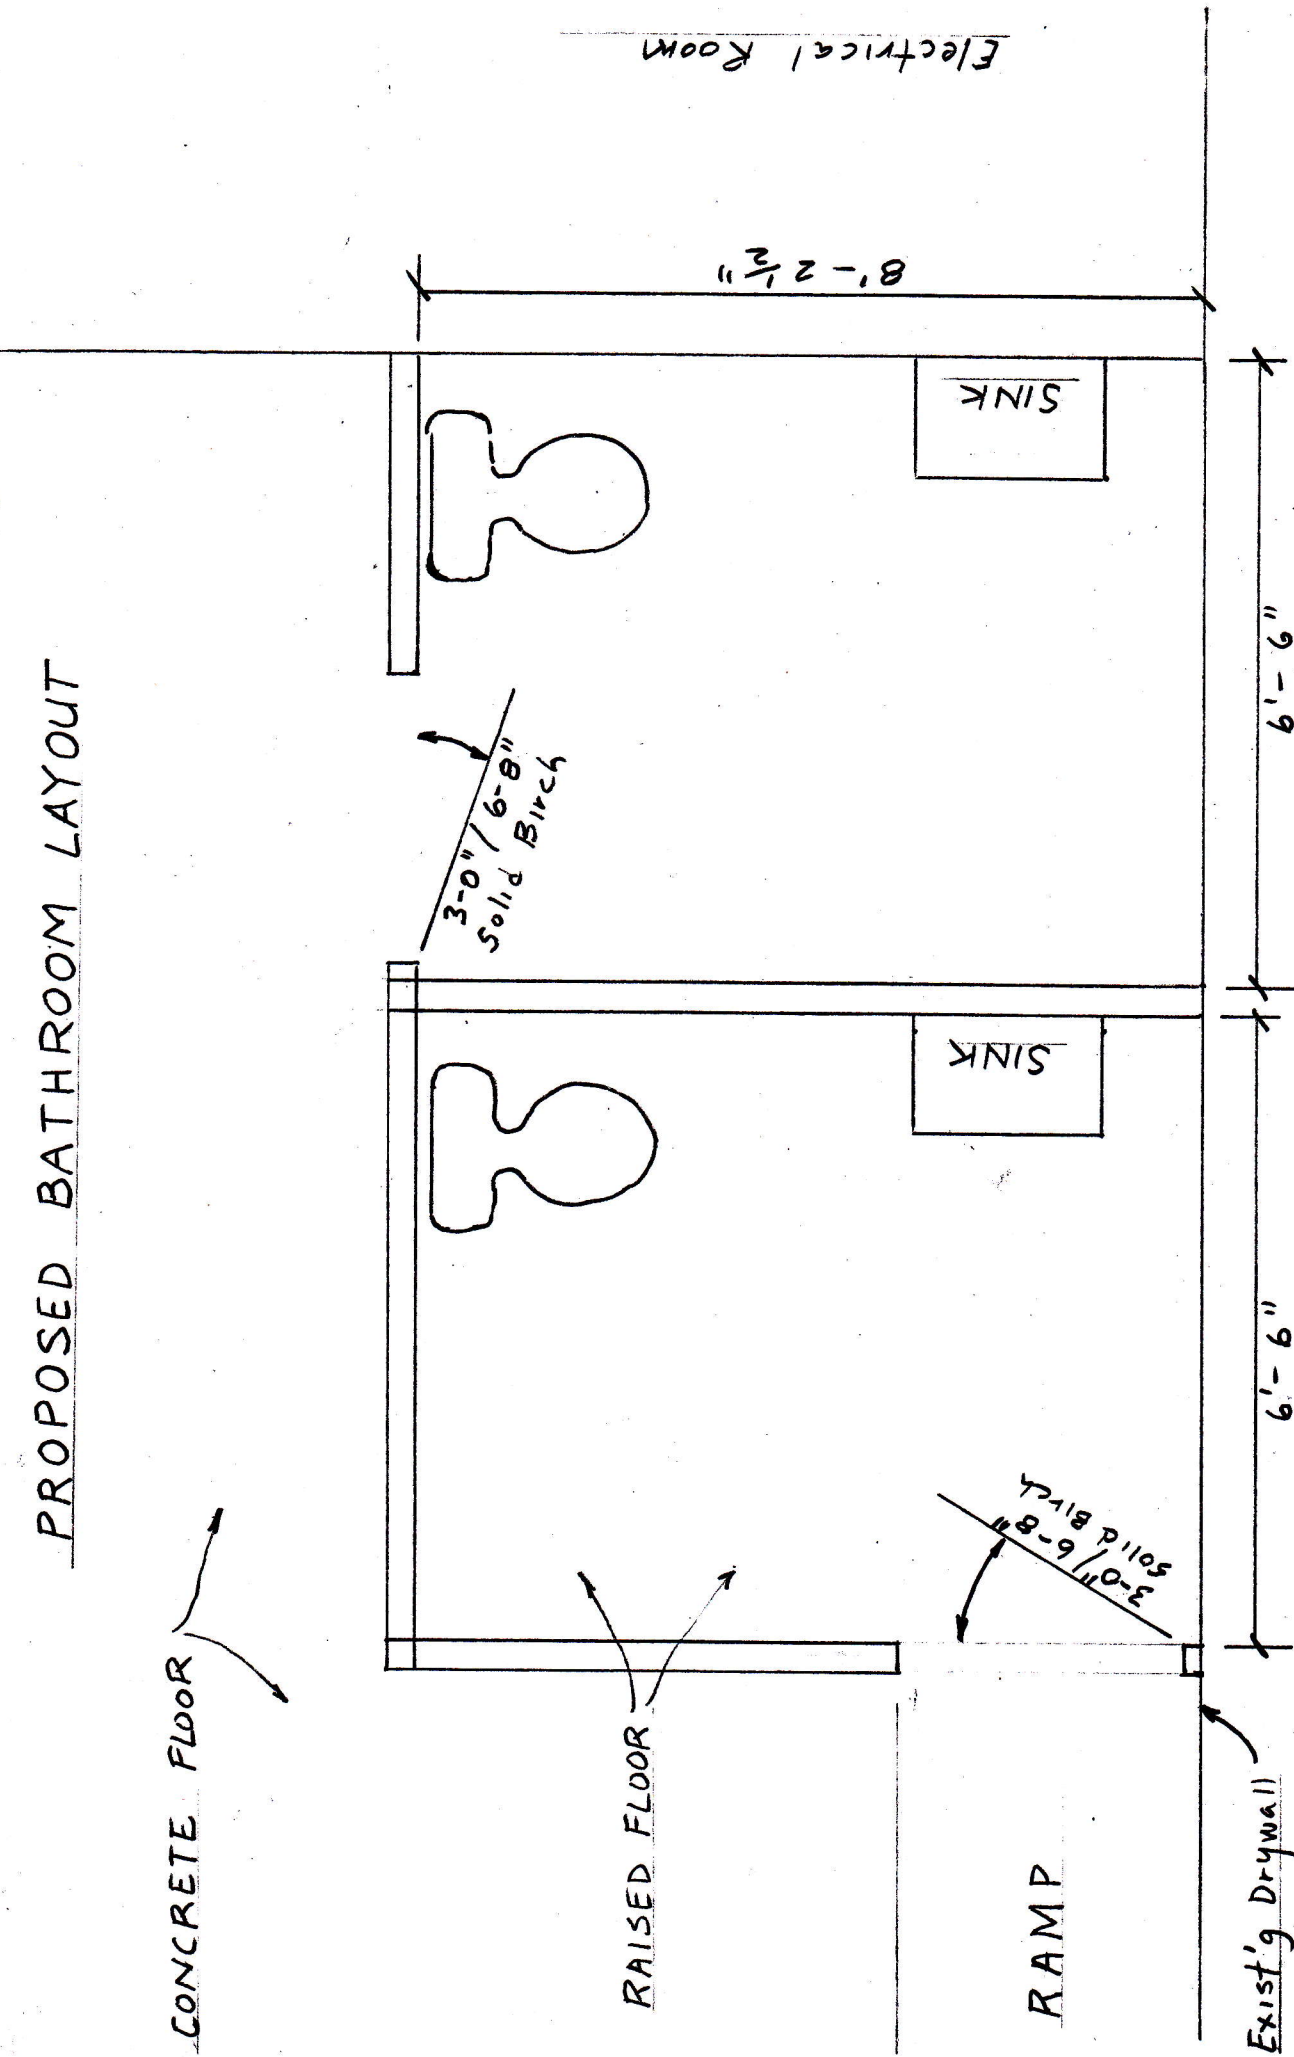 PROPOSED BATHROOM LAYOUT
CONCRETE FLOOR
RAISED FLOOR
RAMP
Exist'g Drywall
3-0"/6-8"
Solid Birch
3-0"/6-8"
Solid Birch
SINK
SINK
6'-6"
6'-6"
8'-2 1/2"
Electrical Room